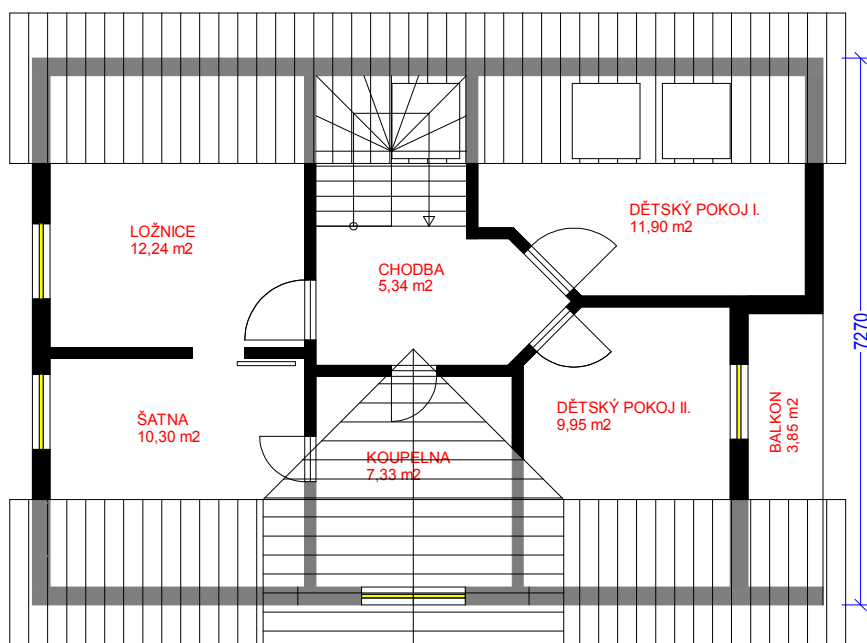 LOŽNICE
12,24 m2
CHODBA
5,34 m2
DĚTSKÝ POKOJ I.
11,90 m2
ŠATNA
10,30 m2
KOUPELNA
7,33 m2
DĚTSKÝ POKOJ II.
9,95 m2
BALKON
3,85 m2
7270